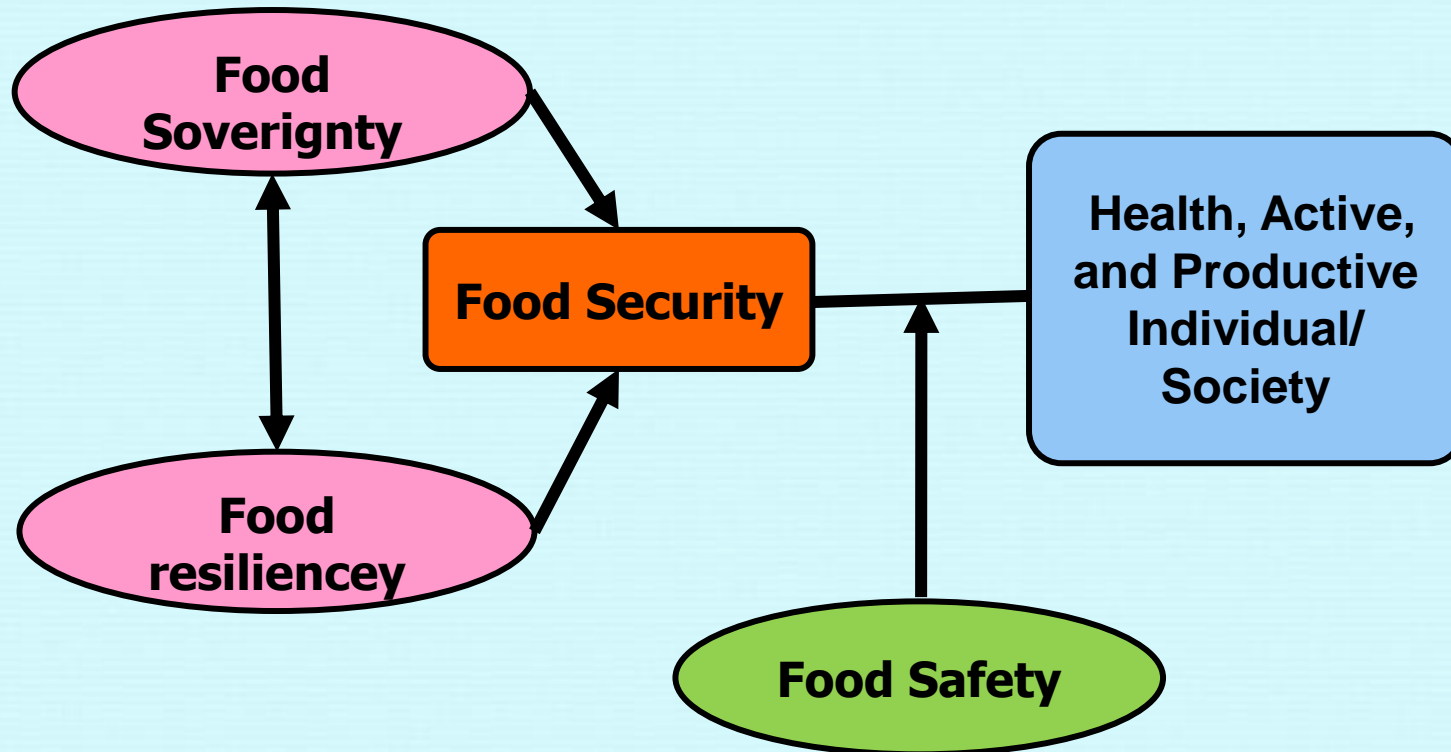 Food
Soverignty
Food Security
Health, Active,
and Productive
Individual/
Society
Food
resiliencey
Food Safety